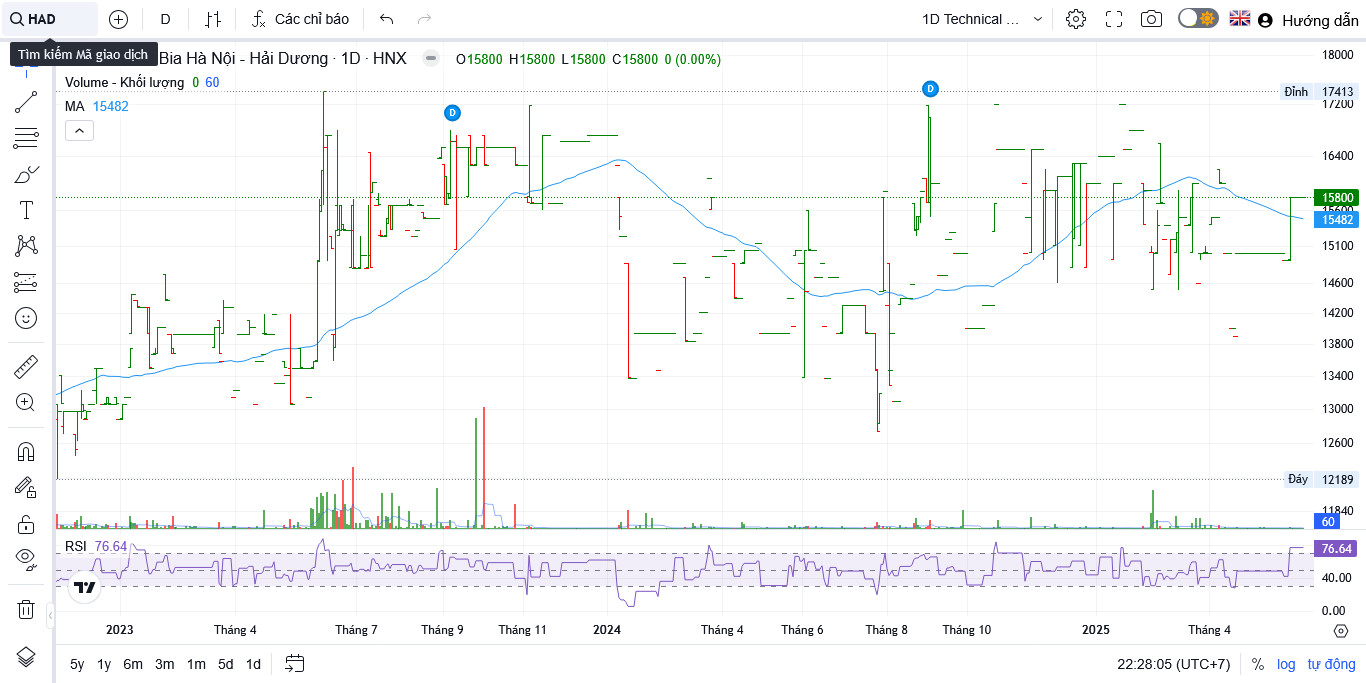 HAD
D
Các chỉ báo
1D Technical ...
Hướng dẫn
Tìm kiếm Mã giao dịch
Bia Hà Nội - Hải Dương · 1D · HNX
O15800 H15800 L15800 C15800 0 (0.00%)
Volume - Khối lượng 0 60
MA 15482
D
D
18000
Đỉnh 17413
17200
16400
15800
15600
15482
15100
14600
14200
13800
13400
13000
12600
Đáy 12189
11840
60
RSI 76.64
76.64
40.00
0.00
2023
Tháng 4
Tháng 7
Tháng 9
Tháng 11
2024
Tháng 4
Tháng 6
Tháng 8
Tháng 10
2025
Tháng 4
5y 1y 6m 3m 1m 5d 1d
22:28:05 (UTC+7)
% log tự động